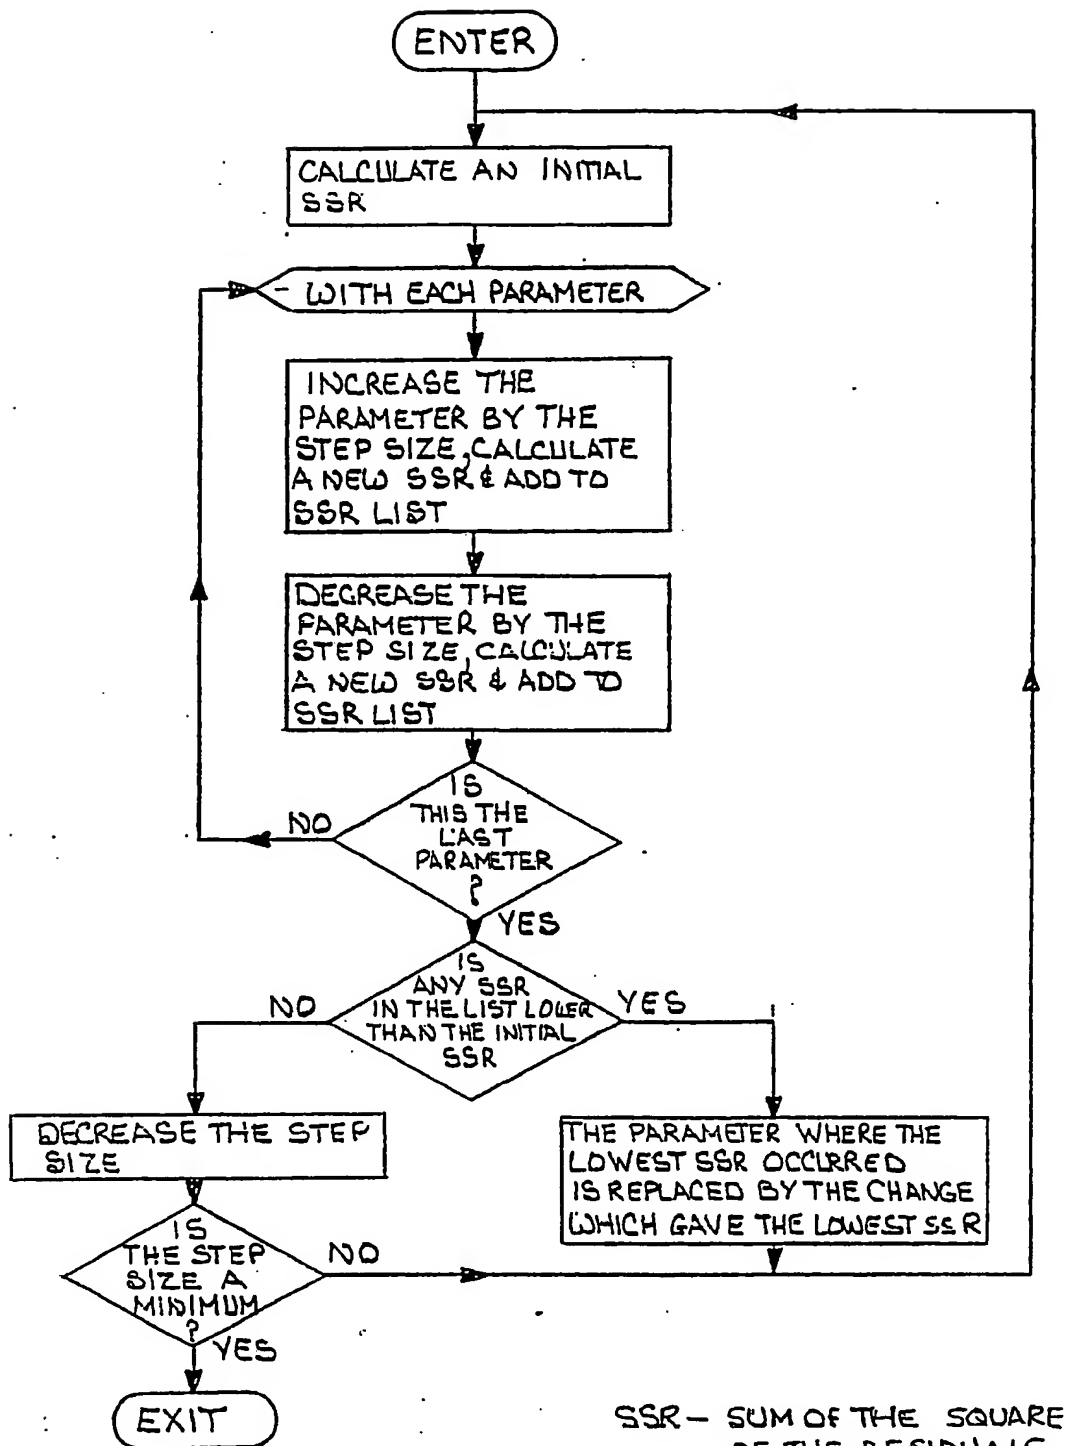 ENTER
CALCULATE AN INITIAL
SSR
- WITH EACH PARAMETER
INCREASE THE
PARAMETER BY THE
STEP SIZE, CALCULATE
A NEW SSR & ADD TO
SSR LIST
DECREASE THE
PARAMETER BY THE
STEP SIZE, CALCULATE
A NEW SSR & ADD TO
SSR LIST
IS
THIS THE
LAST
PARAMETER
?
NO
YES
IS
ANY SSR
IN THE LIST LOWER
THAN THE INITIAL
SSR
NO
YES
DECREASE THE STEP
SIZE
THE PARAMETER WHERE THE
LOWEST SSR OCCURRED
IS REPLACED BY THE CHANGE
WHICH GAVE THE LOWEST SSR
IS
THE STEP
SIZE A
MINIMUM
?
NO
YES
EXIT
SSR - SUM OF THE SQUARE
OF THE RESIDUALS